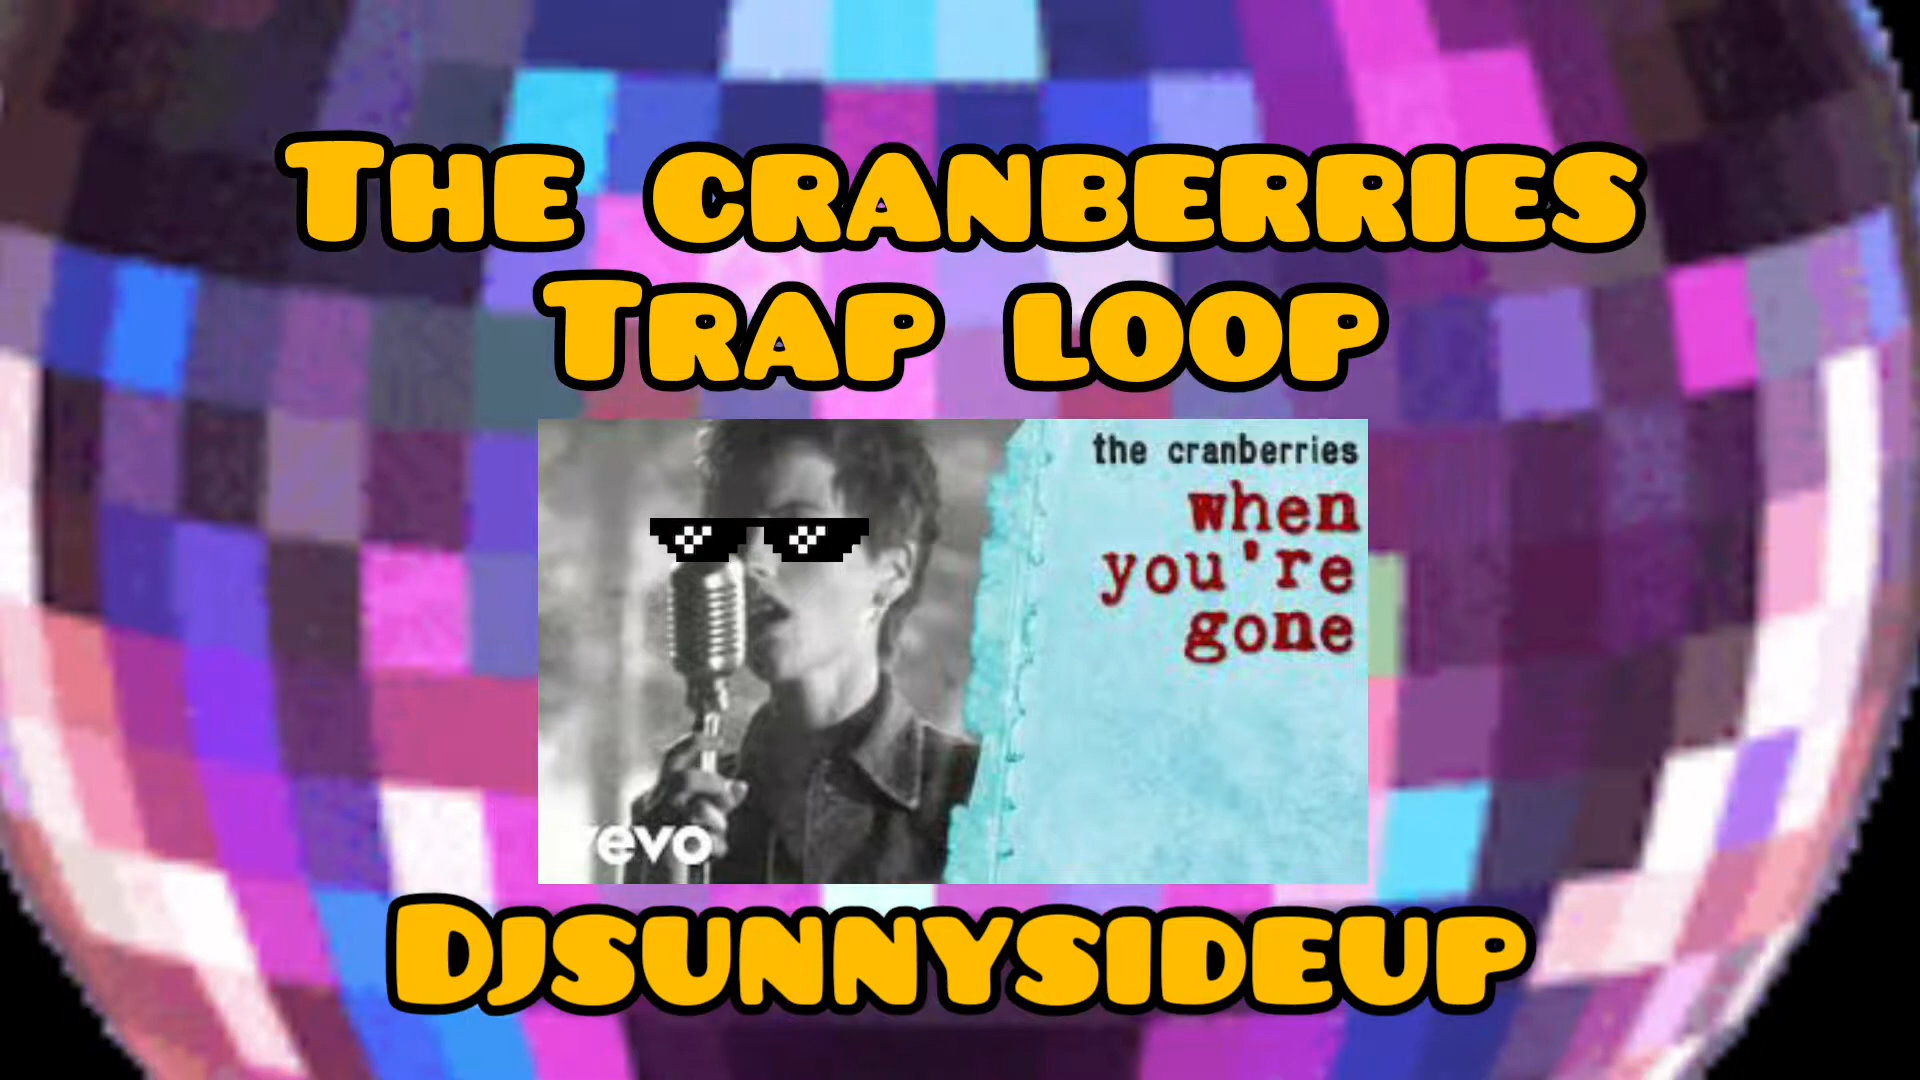 The cranberries
Trap loop
the cranberries
when
you're
gone
vevo
Djsunnysideup